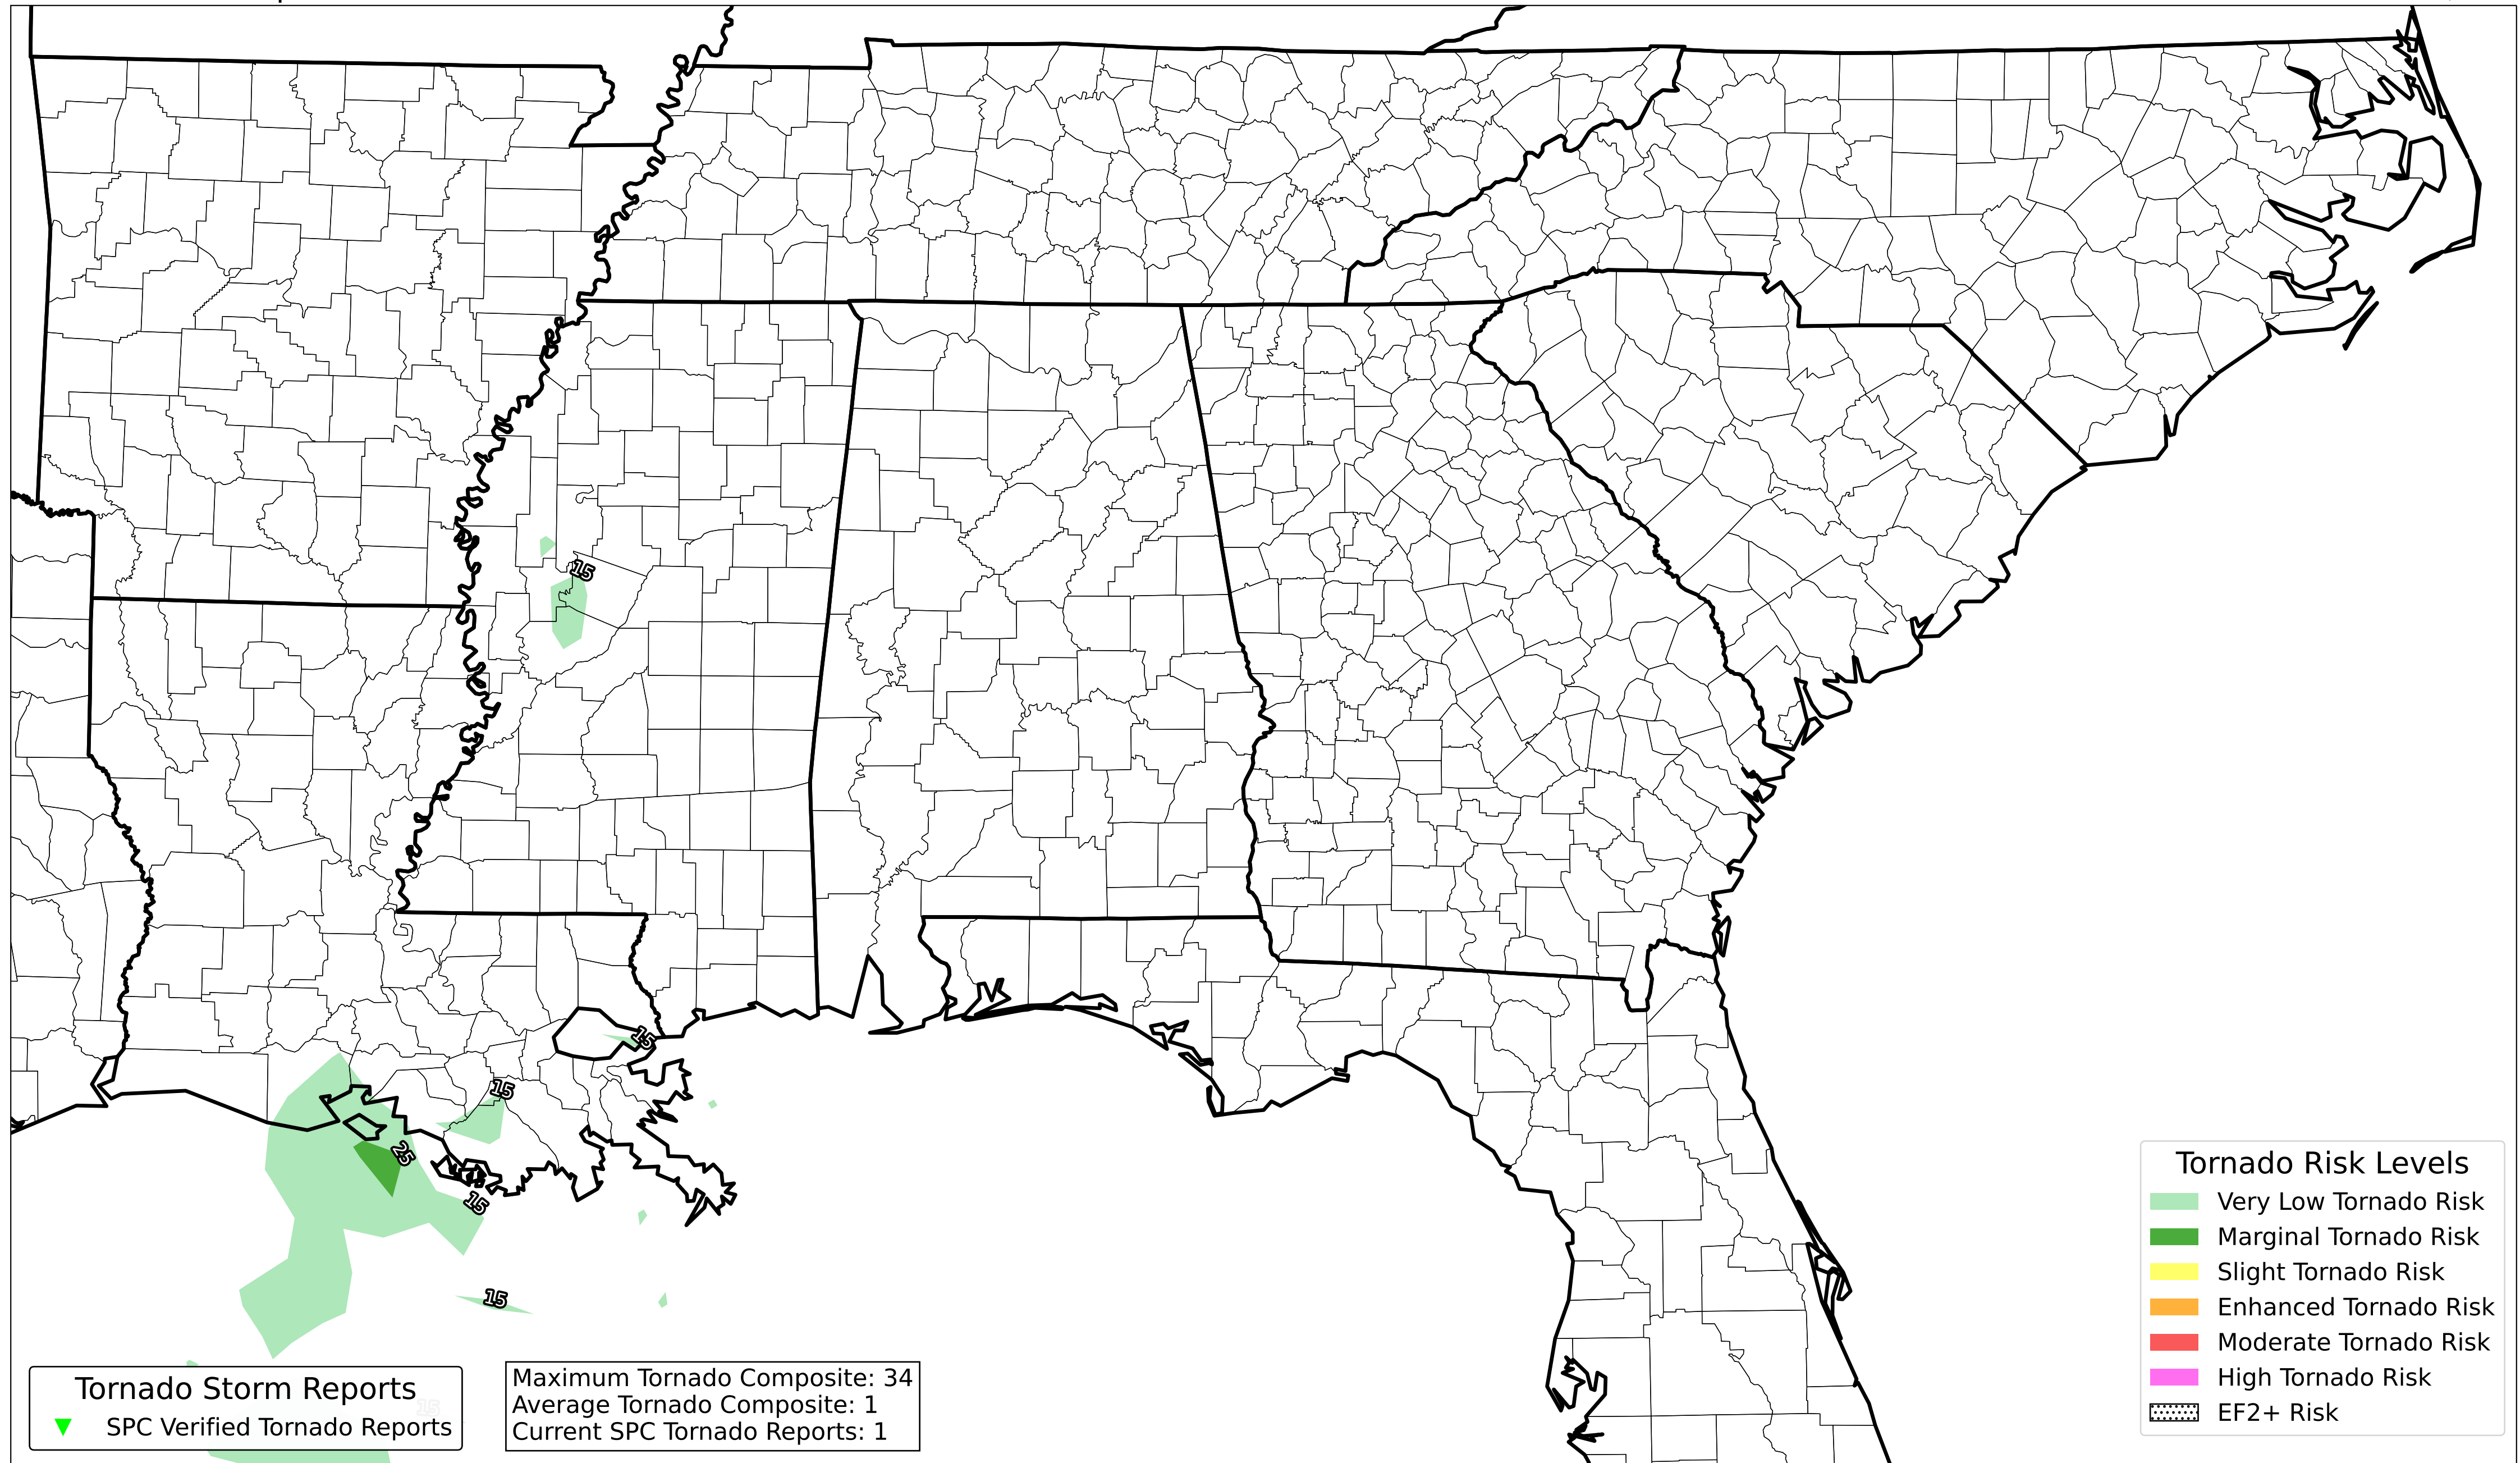 15
15
15
25
15
15
15
Tornado Storm Reports
SPC Verified Tornado Reports
Maximum Tornado Composite: 34
Average Tornado Composite: 1
Current SPC Tornado Reports: 1
Tornado Risk Levels
Very Low Tornado Risk
Marginal Tornado Risk
Slight Tornado Risk
Enhanced Tornado Risk
Moderate Tornado Risk
High Tornado Risk
EF2+ Risk